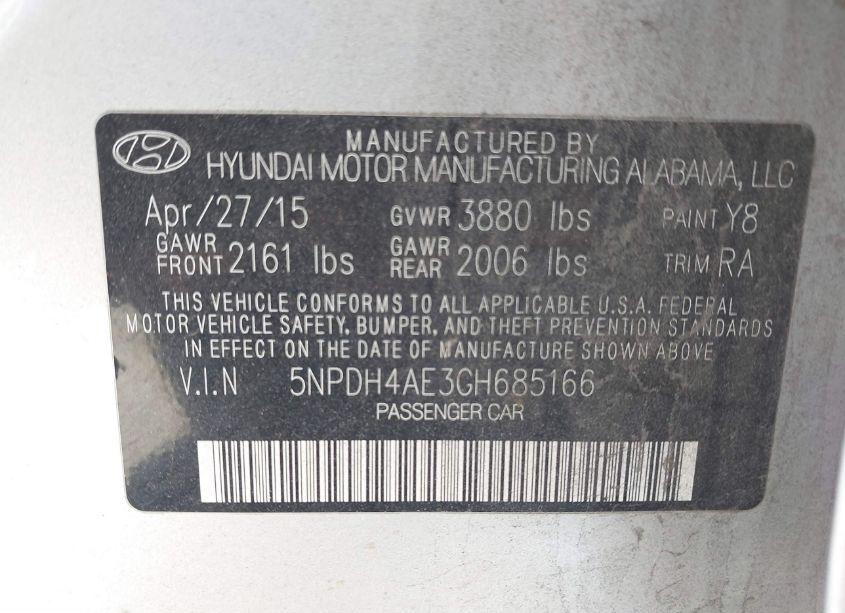 MANUFACTURED BY
HYUNDAI MOTOR MANUFACTURING ALABAMA, LLC
Apr/27/15 GVWR 3880 lbs PAINT Y8
GAWR FRONT 2161 lbs GAWR REAR 2006 lbs TRIM RA
THIS VEHICLE CONFORMS TO ALL APPLICABLE U.S.A. FEDERAL
MOTOR VEHICLE SAFETY, BUMPER, AND THEFT PREVENTION STANDARDS
IN EFFECT ON THE DATE OF MANUFACTURE SHOWN ABOVE
V.I.N 5NPDH4AE3GH685166
PASSENGER CAR